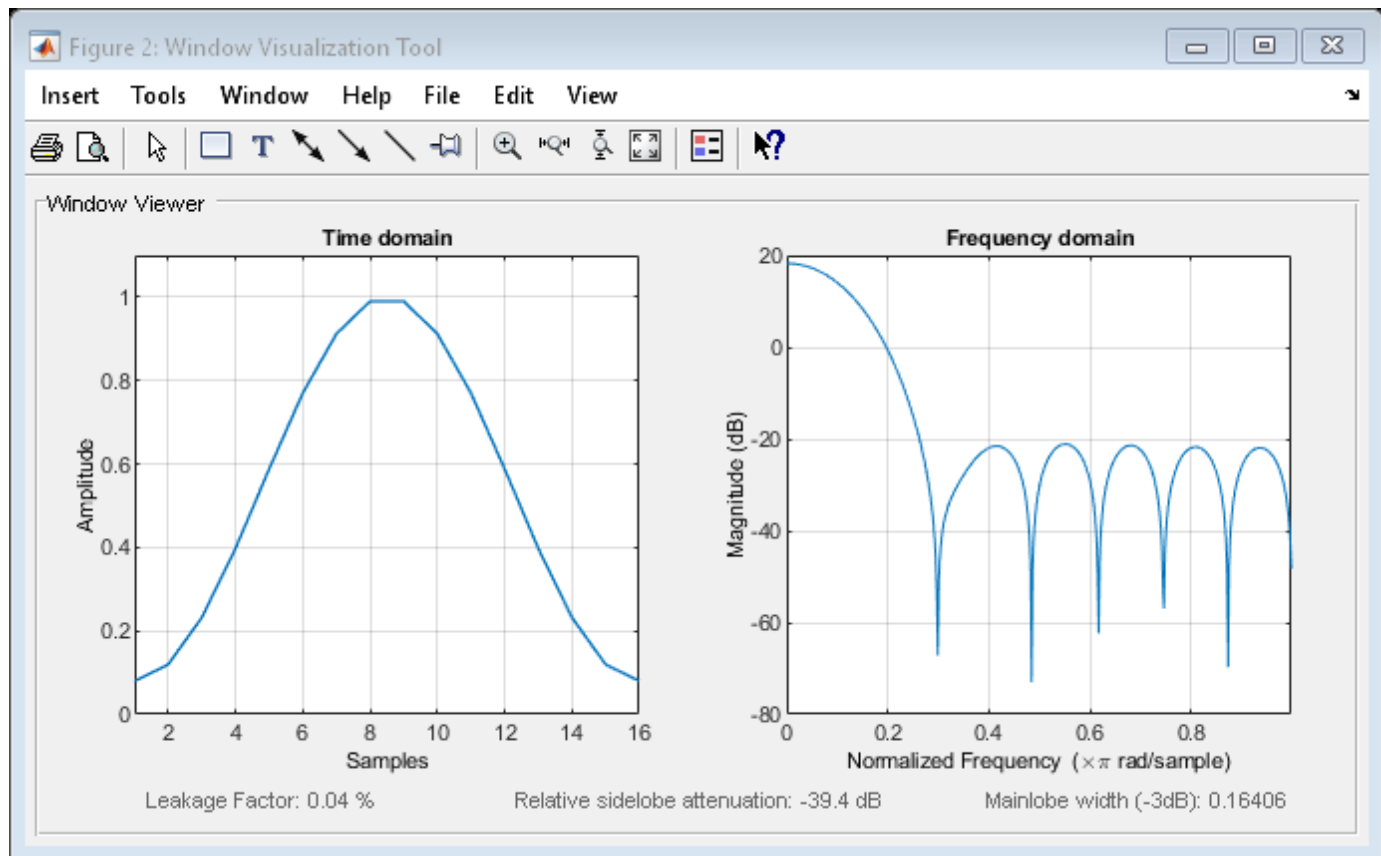 Figure 2: Window Visualization Tool
Insert Tools Window Help File Edit View
T
?
Window Viewer
Time domain
1
0.8
0.6
0.4
0.2
0
Amplitude
2 4 6 8 10 12 14 16
Samples
Frequency domain
20
0
-20
-40
-60
-80
Magnitude (dB)
0 0.2 0.4 0.6 0.8
Normalized Frequency (×π rad/sample)
Leakage Factor: 0.04 %
Relative sidelobe attenuation: -39.4 dB
Mainlobe width (-3dB): 0.16406